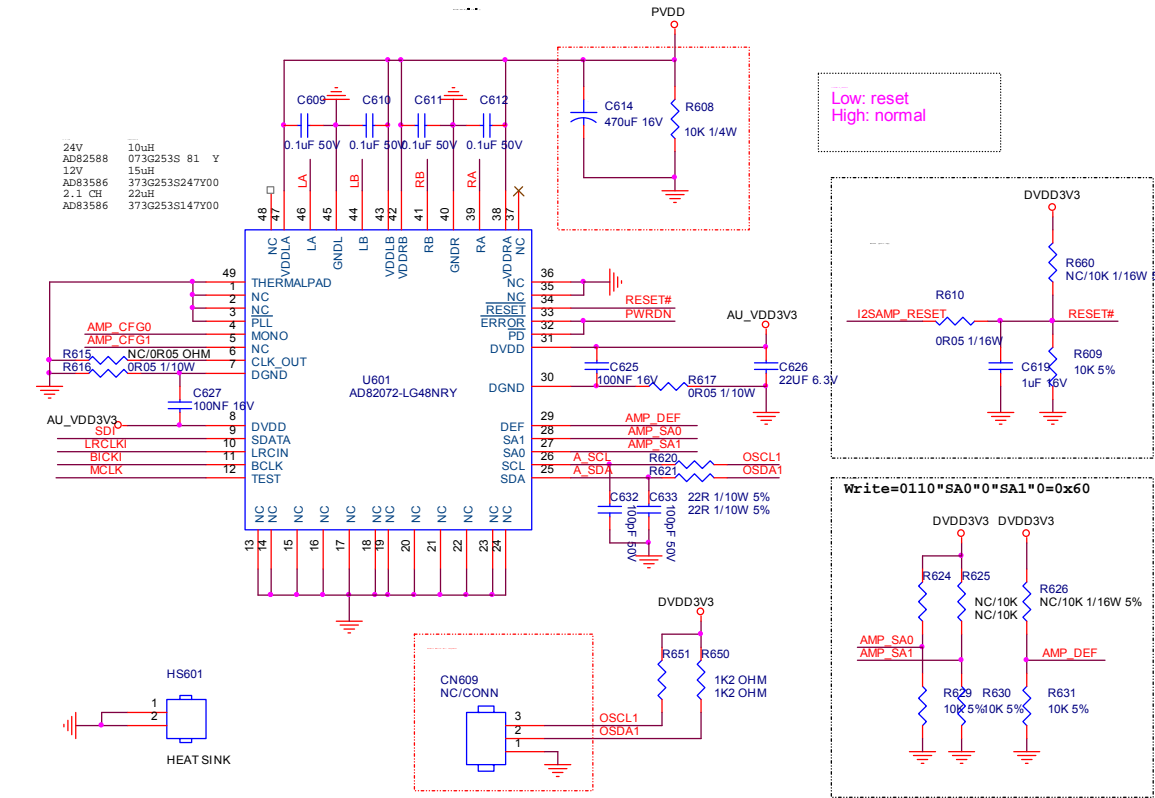 PVDD
C609
C610
C611
C612
0.1uF 50V
0.1uF 50V
0.1uF 50V
0.1uF 50V
C614
470uF 16V
R608
10K 1/4W
Low: reset
High: normal
24V 10uH
AD82588 073G253S 81 Y
12V 15uH
AD83586 373G253S247Y00
2.1 CH 22uH
AD83586 373G253S147Y00
LA
LB
RB
RA
48 47 46 45 44 43 42 41 40 39 38 37
NC VDDLA LA GNDL LB VDDLB VDDRB RB GNDR RA VDDRA NC
49 THERMALPAD
1 NC
2 NC
3 PLL
AMP_CFG0 4 MONO
AMP_CFG1 5 NC
R615 NC/0R05 OHM 6 CLK_OUT
R616 0R05 1/10W 7 DGND
C627
100NF 16V
AU_VDD3V3 8 DVDD
SDI 9 SDATA
LRCLKI 10 LRCIN
BICKI 11 BCLK
MCLK 12 TEST
U601
AD82072-LG48NRY
NC 36
NC 35
RESET 34 RESET#
ERROR 33 PWRDN
PD 32
DVDD 31
AU_VDD3V3
C625
100NF 16V
C626
22UF 6.3V
DGND 30
R617
0R05 1/10W
DEF 29 AMP_DEF
SA1 28 AMP_SA0
SA0 27 AMP_SA1
SCL 26 A_SCL R620 OSCL1
SDA 25 A_SDA R621 OSDA1
22R 1/10W 5%
22R 1/10W 5%
C632
100pF 50V
C633
100pF 50V
NC NC NC NC NC NC NC NC NC NC NC NC
13 14 15 16 17 18 19 20 21 22 23 24
DVDD3V3
R660
NC/10K 1/16W 5
R610
I2SAMP_RESET
0R05 1/16W
RESET#
C619
1uF 16V
R609
10K 5%
Write=0110"SA0"0"SA1"0=0x60
DVDD3V3 DVDD3V3
R624 R625
NC/10K
NC/10K
R626
NC/10K 1/16W 5%
AMP_SA0
AMP_SA1
AMP_DEF
R629
10K 5%
R630
10K 5%
R631
10K 5%
HS601
1
2
HEAT SINK
CN609
NC/CONN
3 OSCL1
2 OSDA1
1
DVDD3V3
R651 R650
1K2 OHM
1K2 OHM